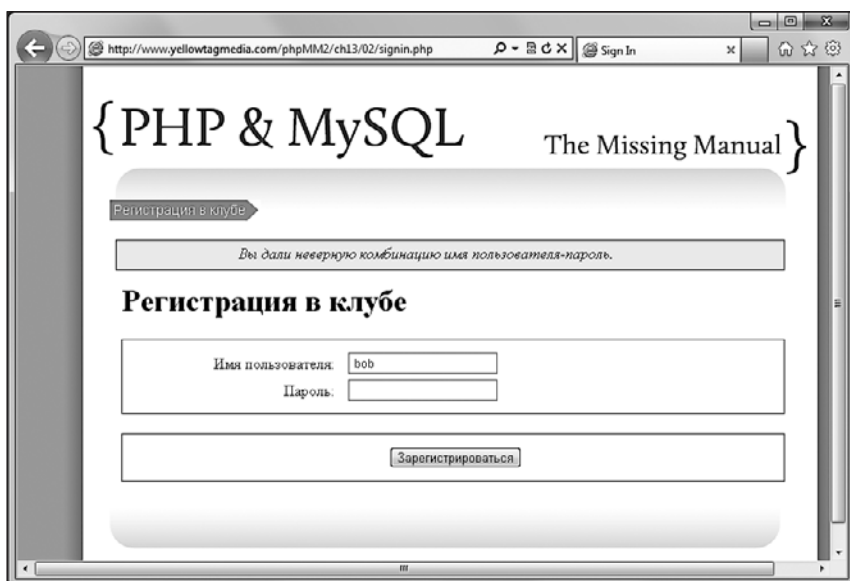 http://www.yellowtagmedia.com/phpMM2/ch13/02/signin.php
Sign In
{PHP & MySQL
The Missing Manual}
Регистрация в клубе
Вы дали неверную комбинацию имя пользователя-пароль.
Регистрация в клубе
Имя пользователя:
bob
Пароль:
Зарегистрироваться